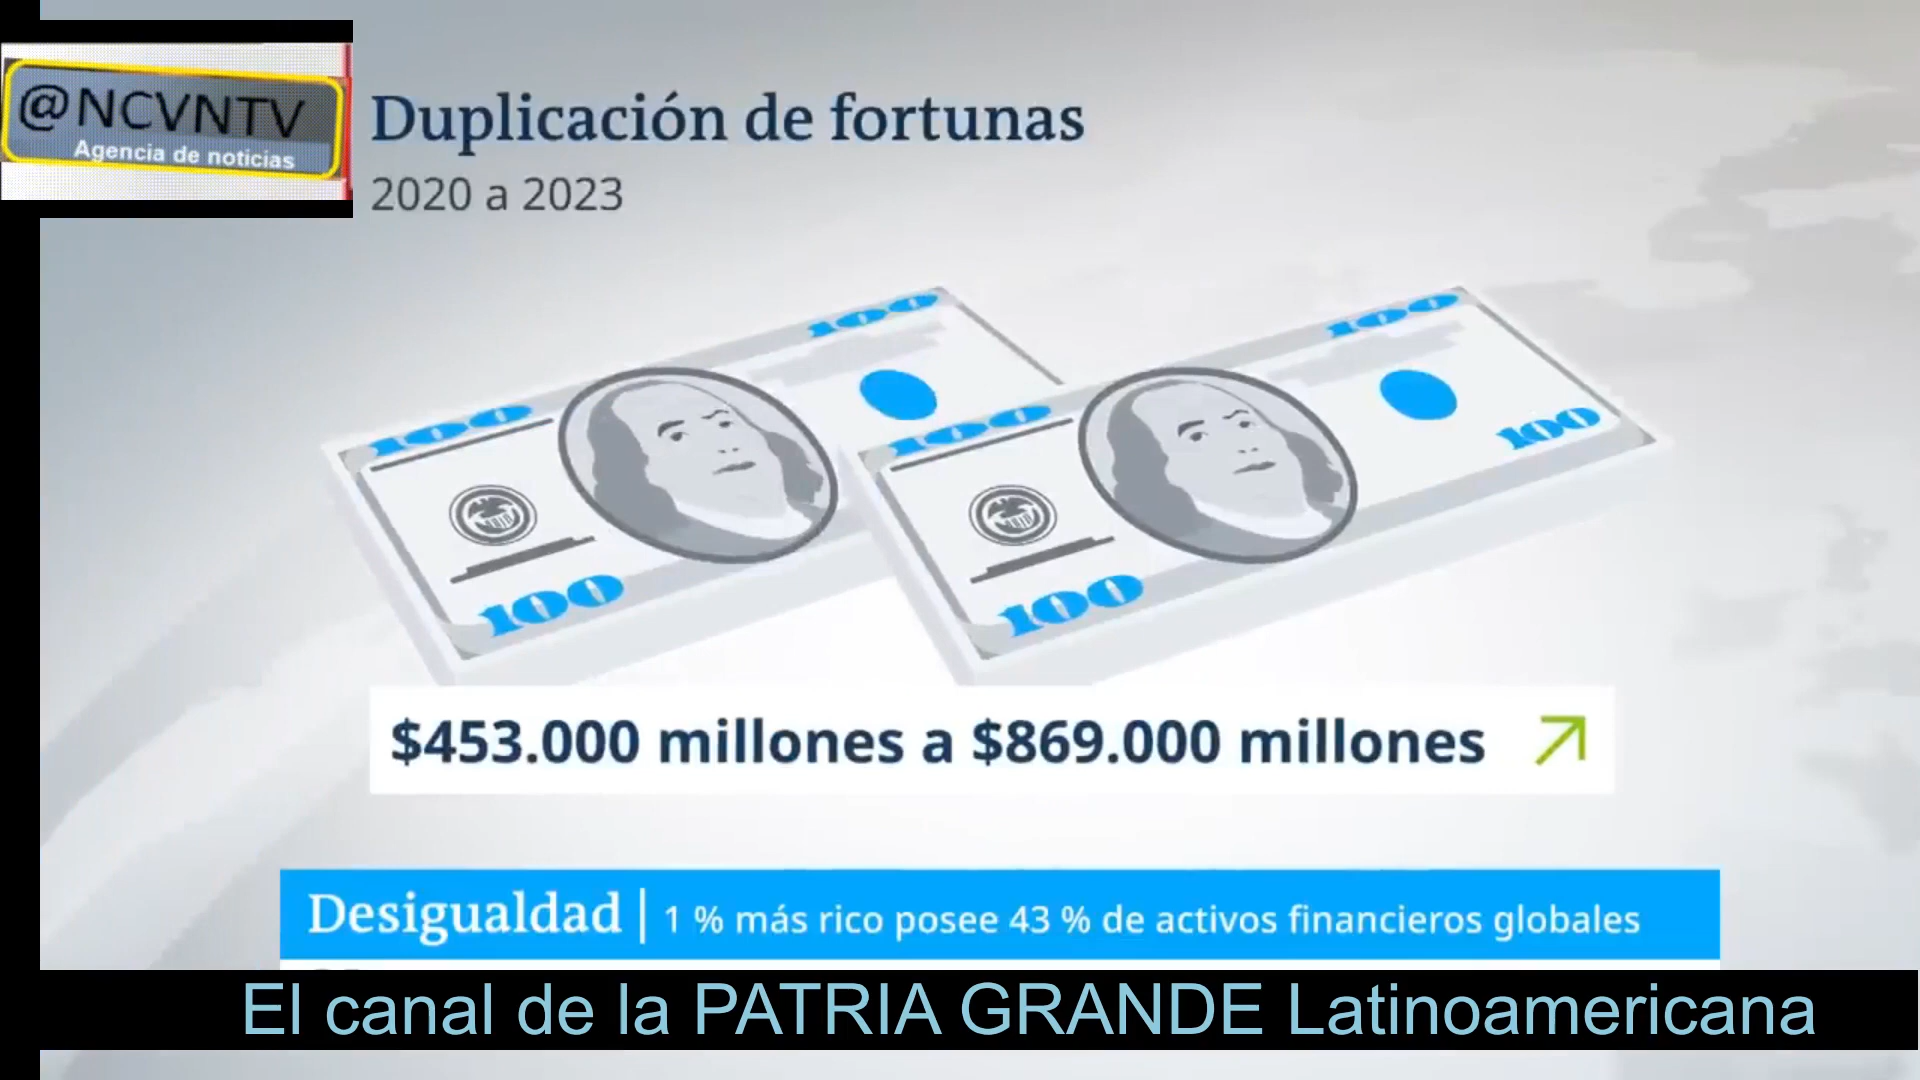 @NCVNTV
Agencia de noticias
Duplicación de fortunas
2020 a 2023
100
100
100
100
100
100
100
$453.000 millones a $869.000 millones
Desigualdad | 1 % más rico posee 43 % de activos financieros globales
El canal de la PATRIA GRANDE Latinoamericana